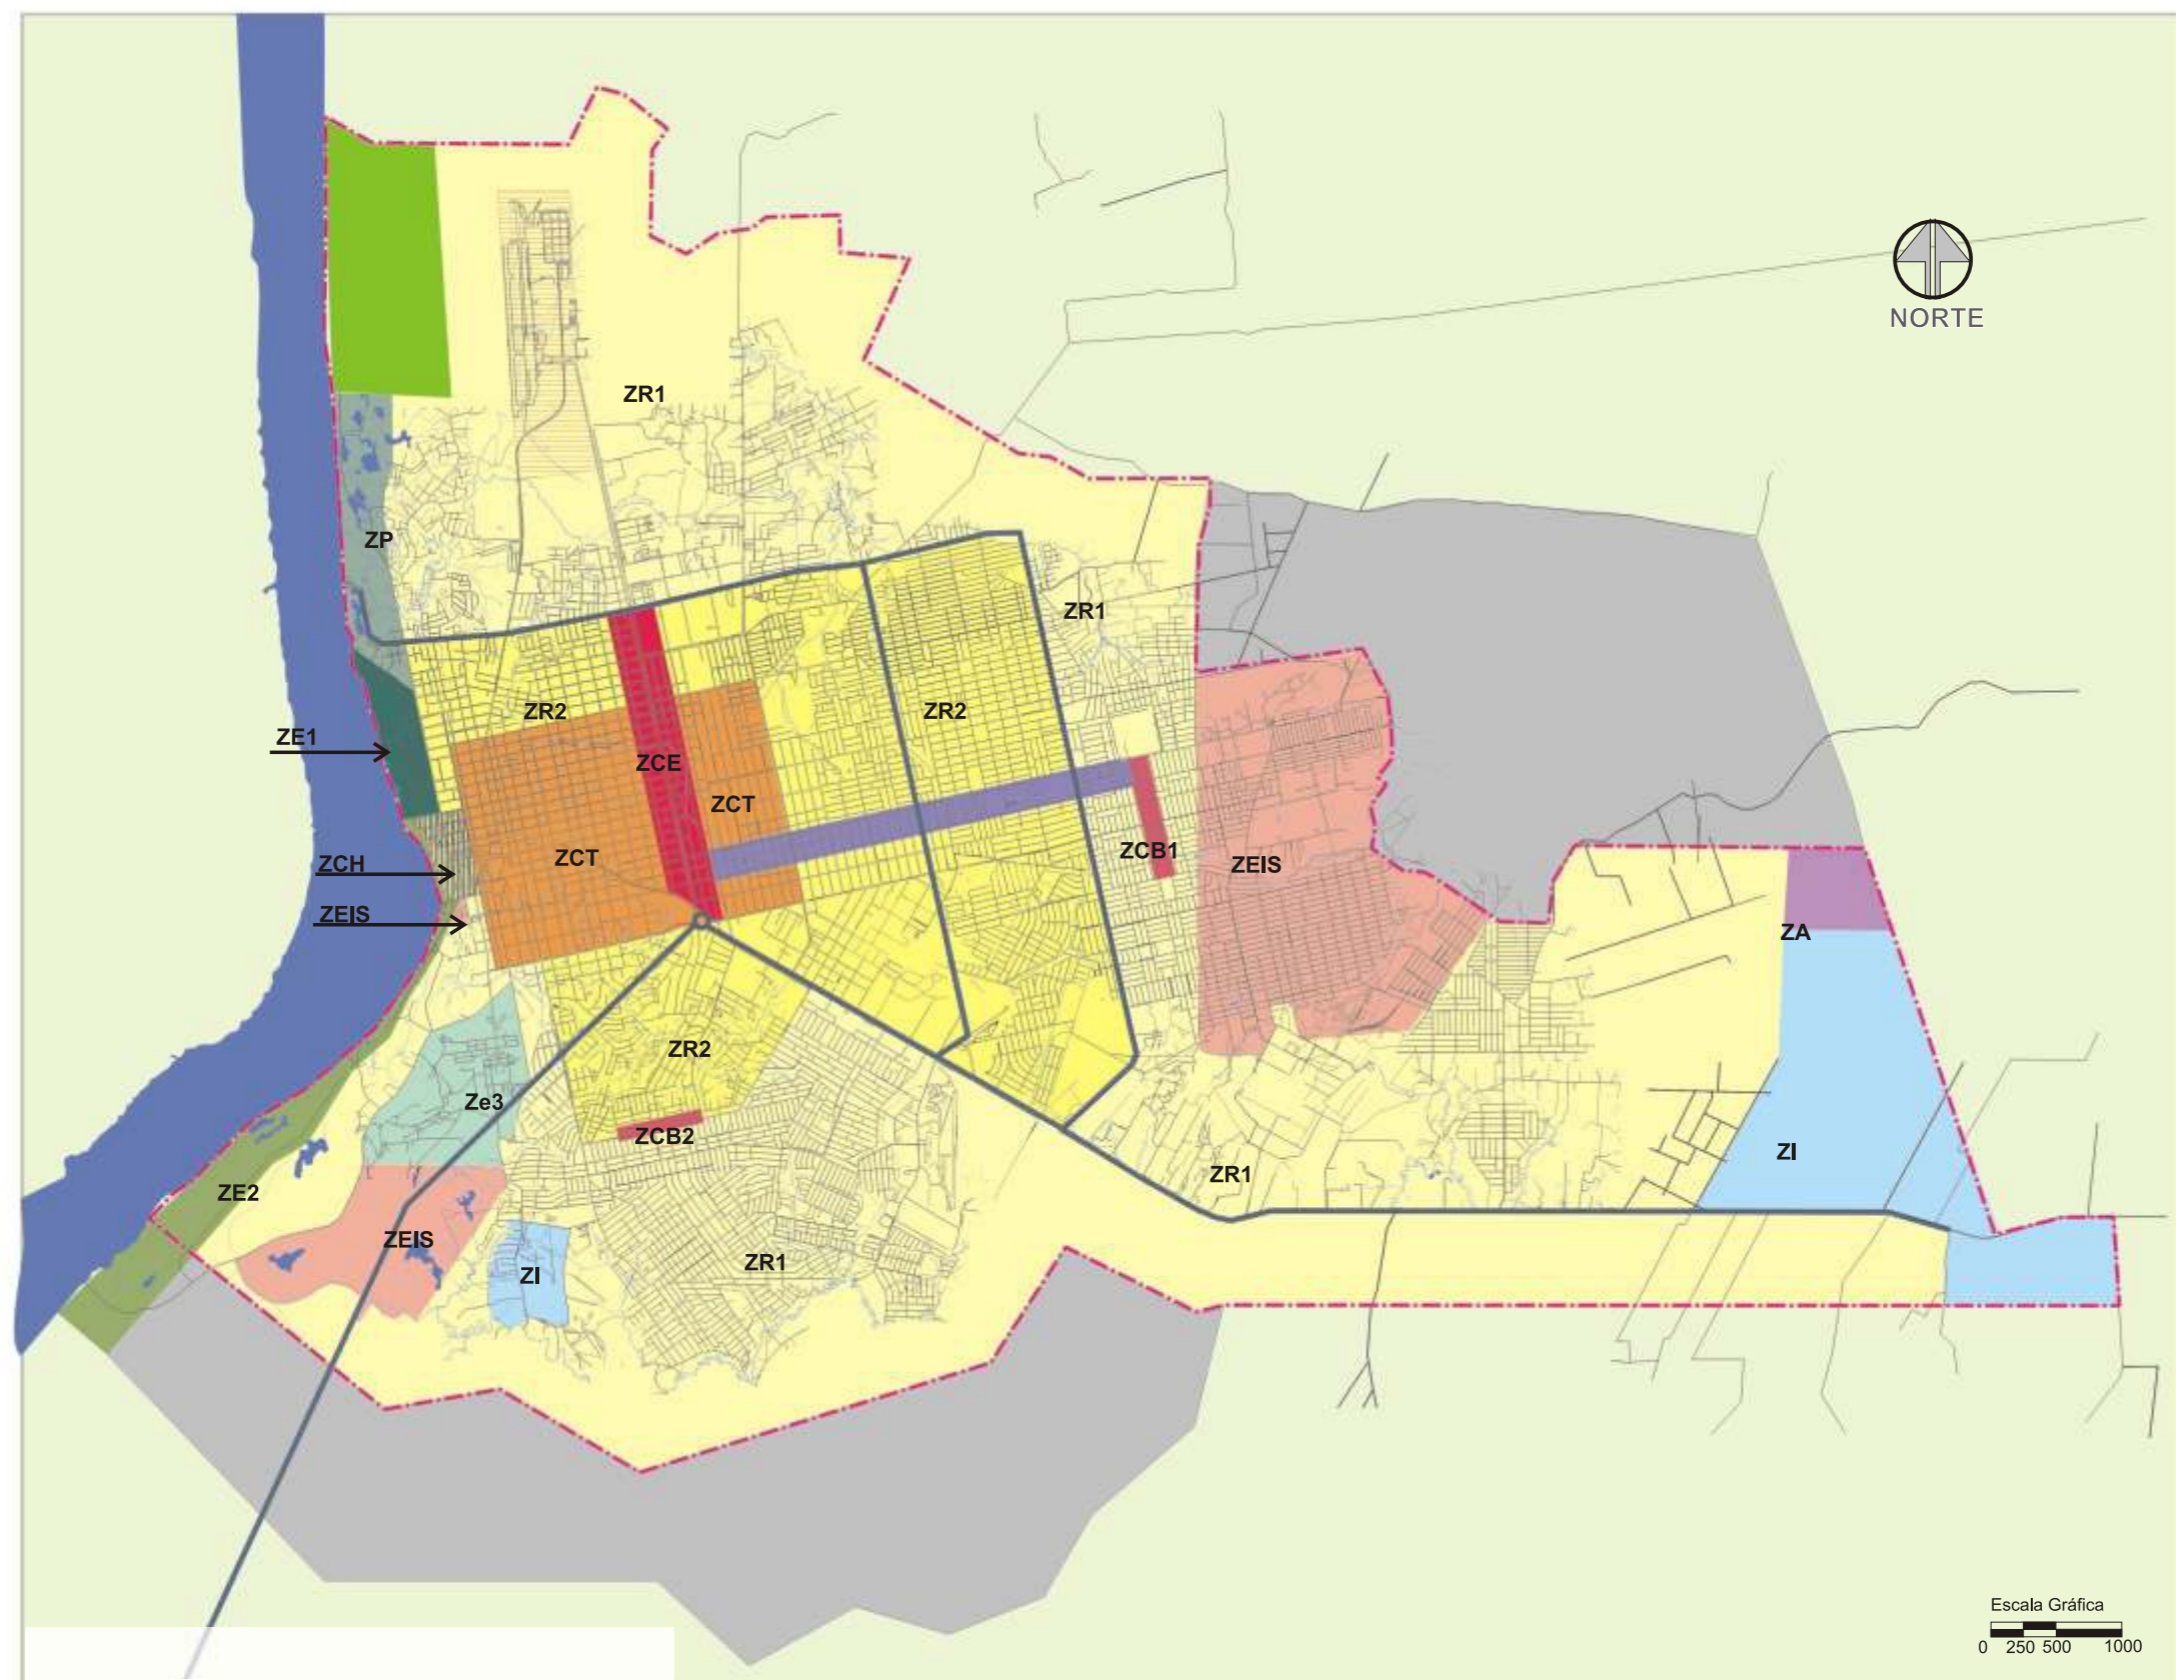 NORTE
ZR1
ZP
ZR1
ZR2
ZR2
ZE1
ZCE
ZCT
ZCH
ZCT
ZCB1
ZEIS
ZEIS
ZA
ZR2
Ze3
ZCB2
ZI
ZR1
ZE2
ZEIS
ZR1
ZI
Escala Gráfica
0 250 500 1000